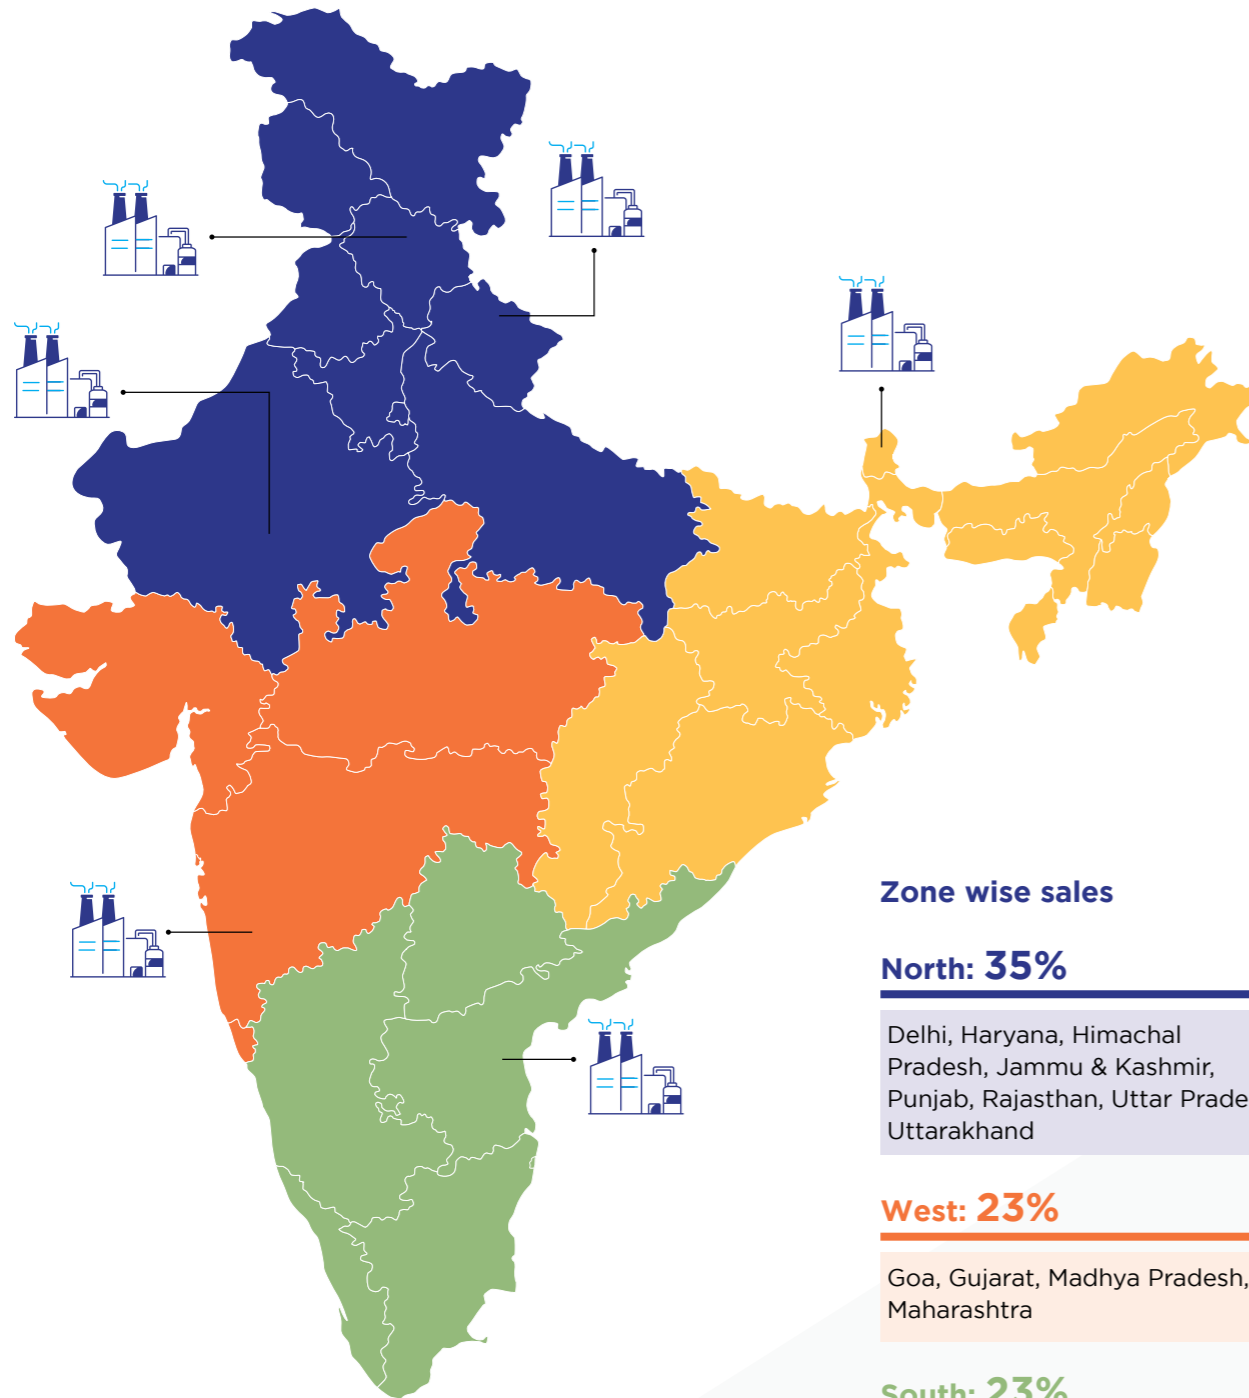 Zone wise sales
North: 35%
Delhi, Haryana, Himachal
Pradesh, Jammu & Kashmir,
Punjab, Rajasthan, Uttar Prade
Uttarakhand
West: 23%
Goa, Gujarat, Madhya Pradesh,
Maharashtra
South: 23%